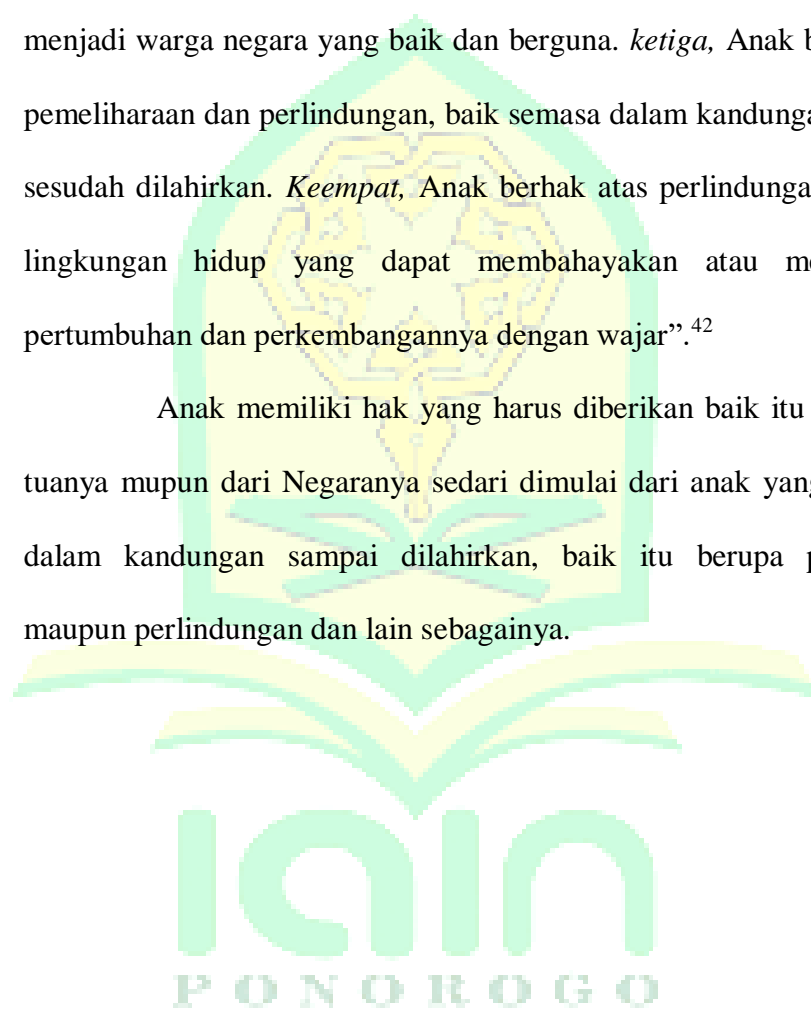 menjadi warga negara yang baik dan berguna. ketiga, Anak
pemeliharaan dan perlindungan, baik semasa dalam
sesudah dilahirkan. Keempat, Anak berhak atas
lingkungan hidup yang dapat membahayakan atau
pertumbuhan dan perkembangannya dengan wajar”.42
Anak memiliki hak yang harus diberikan baik itu
tuanya mupun dari Negaranya sedari dimulai dari anak
dalam kandungan sampai dilahirkan, baik itu berupa
maupun perlindungan dan lain sebagainya.
IAIN
PONOROGO